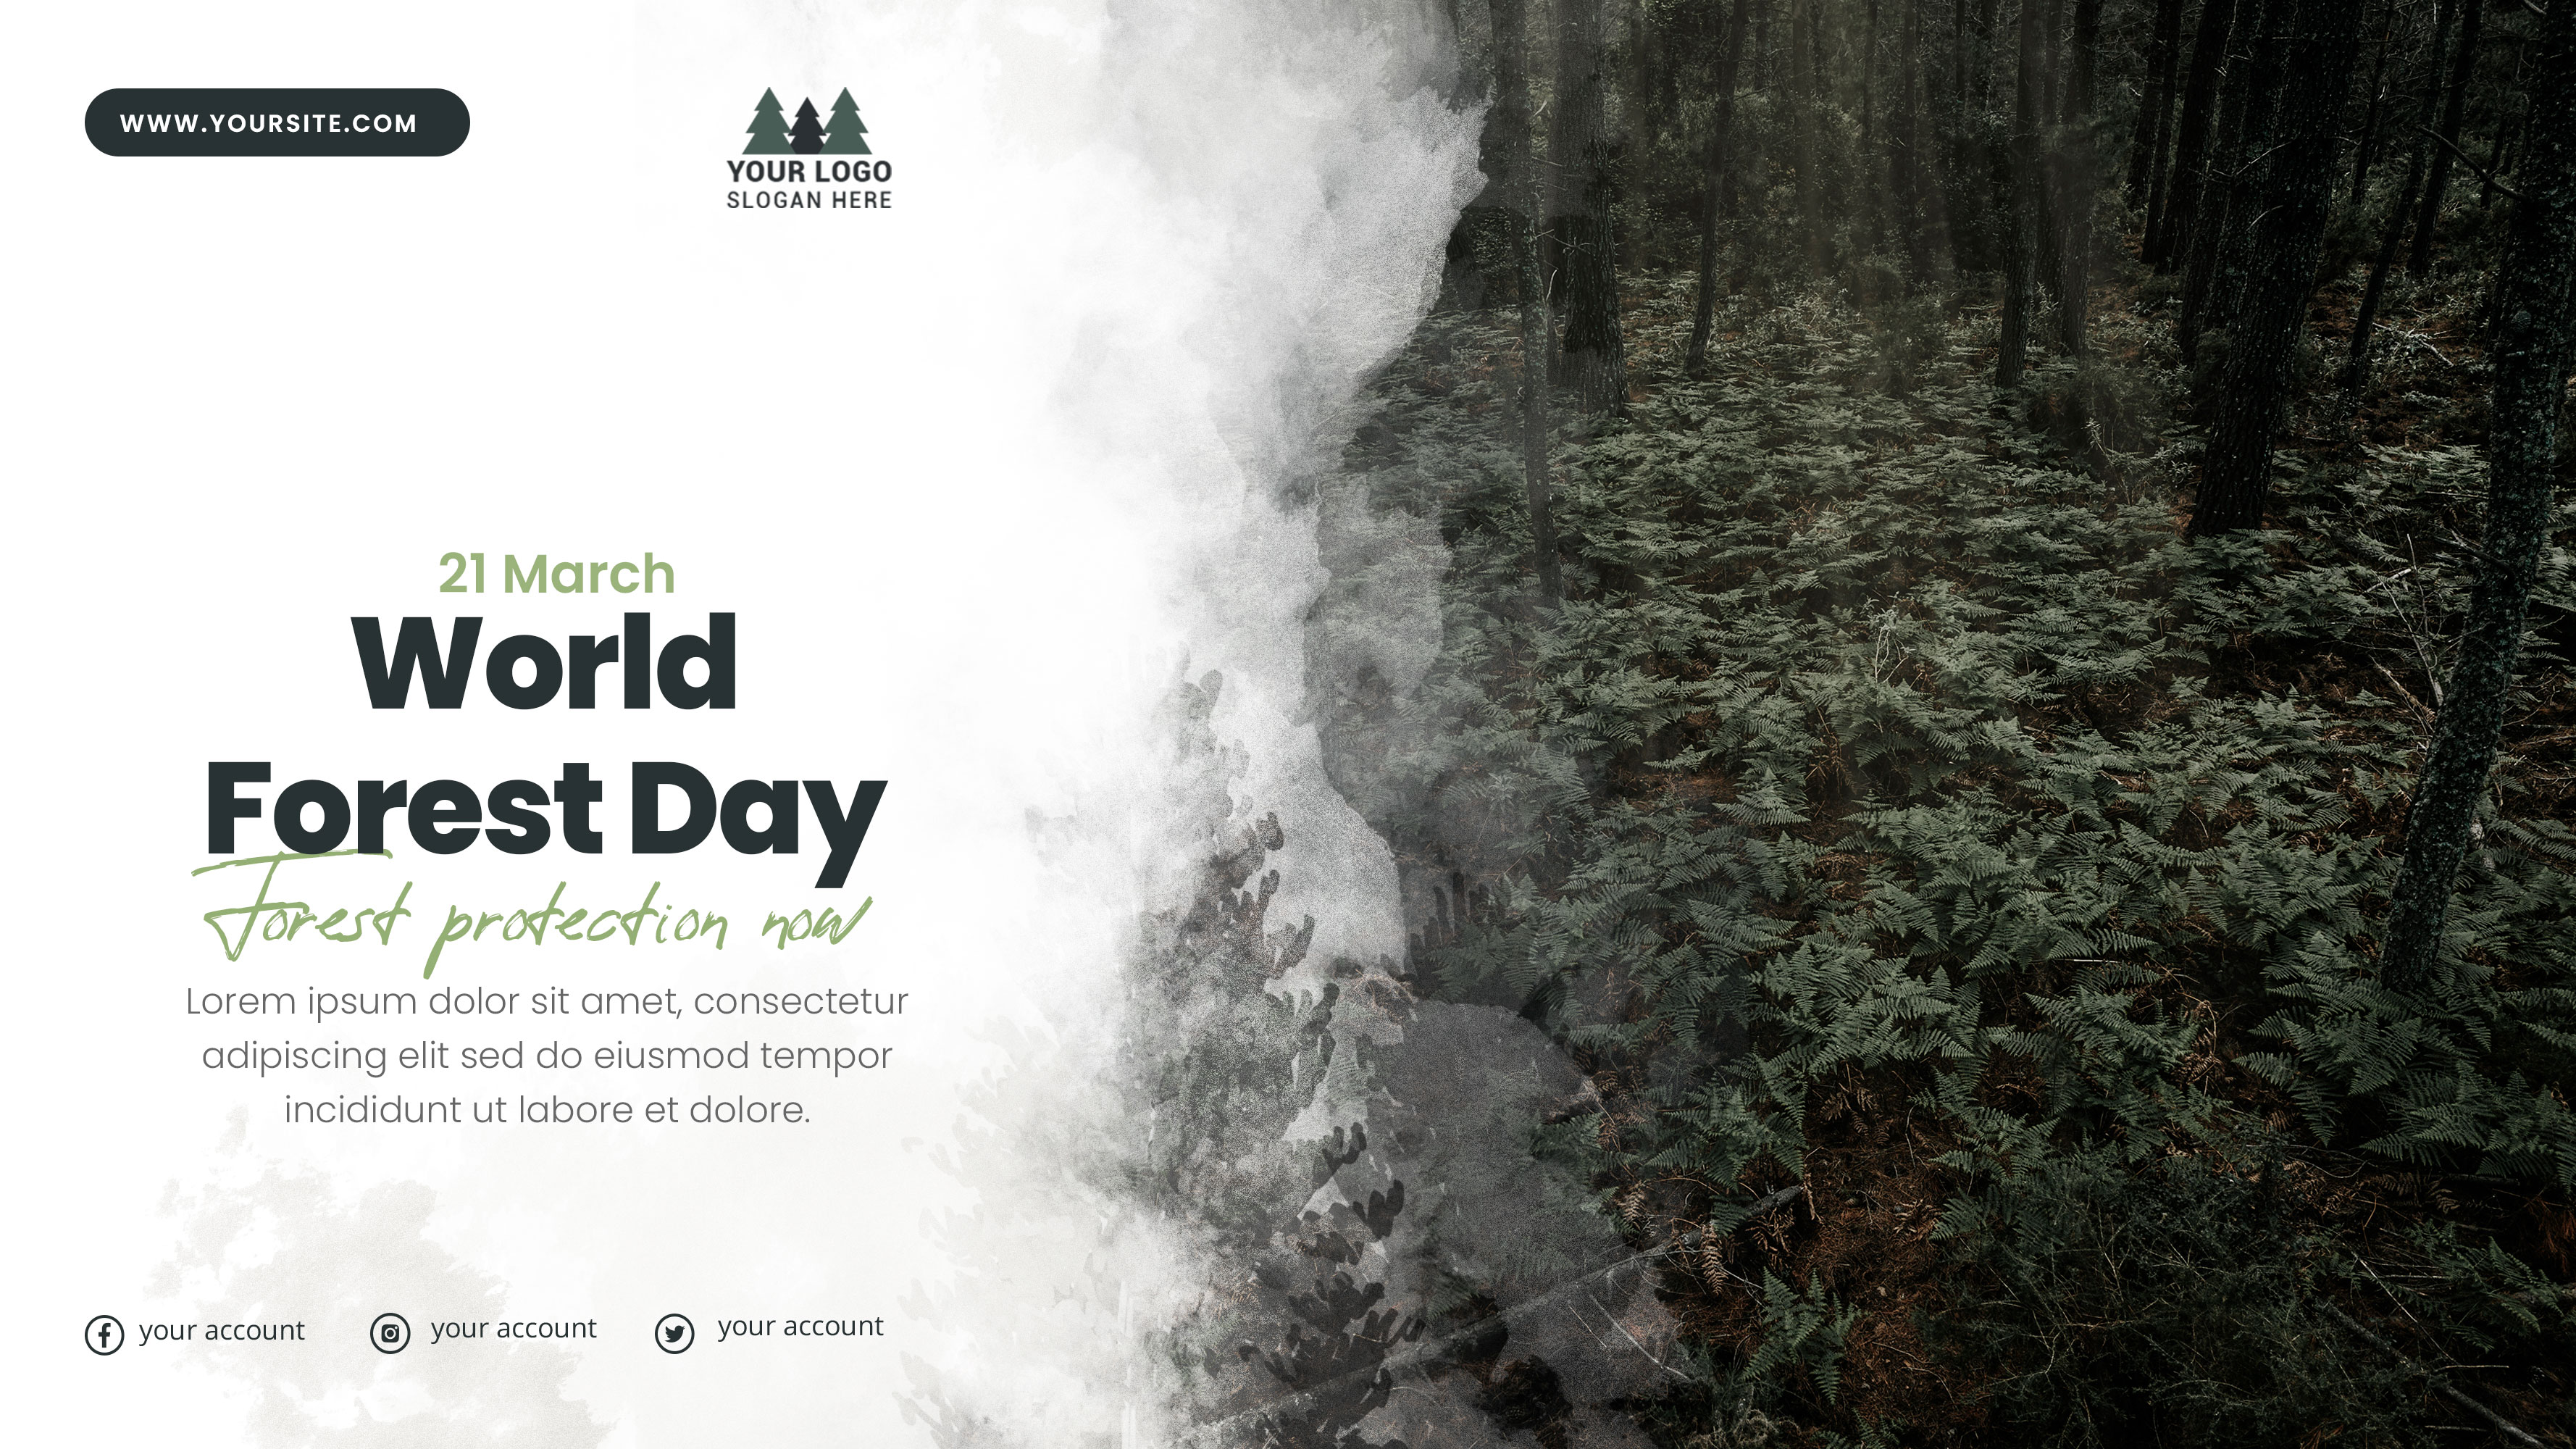 WWW.YOURSITE.COM
YOUR LOGO
SLOGAN HERE
21 March
World
Forest Day
Forest protection now
Lorem ipsum dolor sit amet, consectetur
adipiscing elit sed do eiusmod tempor
incididunt ut labore et dolore.
your account
your account
your account